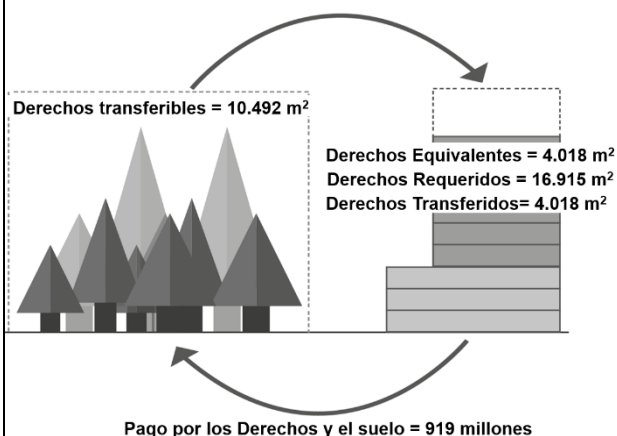 Derechos transferibles = 10.492 m²
Derechos Equivalentes = 4.018 m²
Derechos Requeridos = 16.915 m²
Derechos Transferidos= 4.018 m²
Pago por los Derechos y el suelo = 919 millones